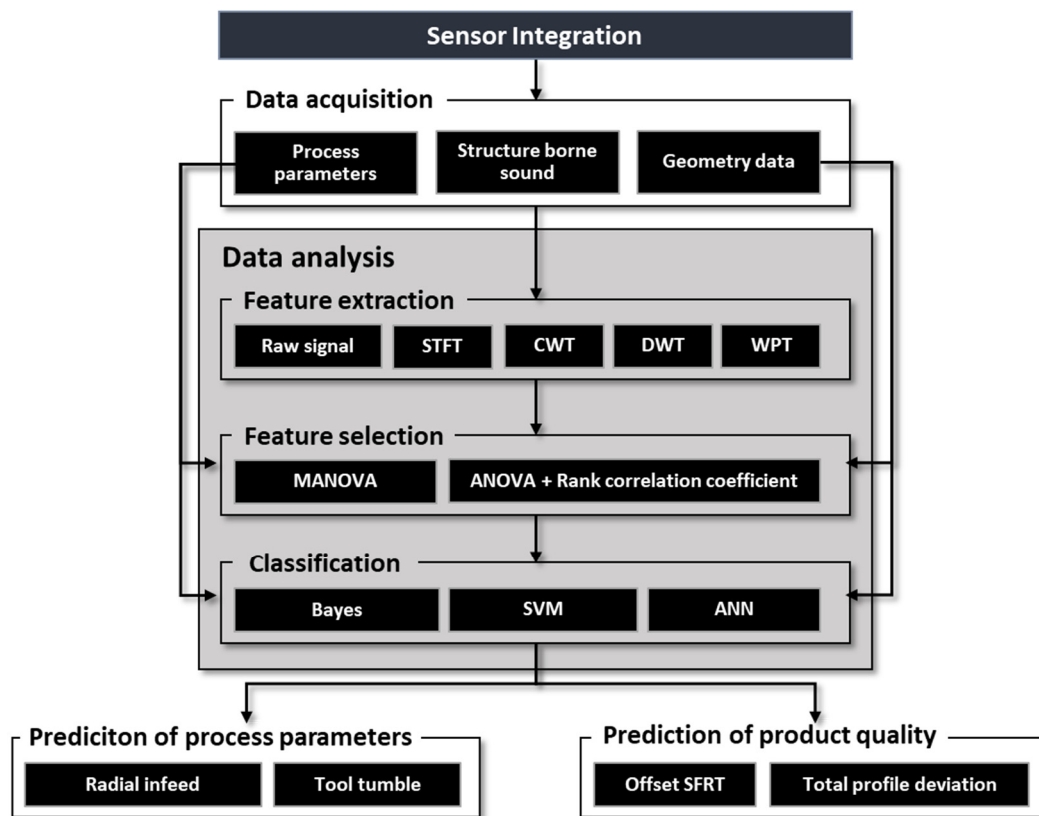 Sensor Integration
Data acquisition
Process
parameters
Structure borne
sound
Geometry data
Data analysis
Feature extraction
Raw signal
STFT
CWT
DWT
WPT
Feature selection
MANOVA
ANOVA + Rank correlation coefficient
Classification
Bayes
SVM
ANN
Prediciton of process parameters
Radial infeed
Tool tumble
Prediction of product quality
Offset SFRT
Total profile deviation